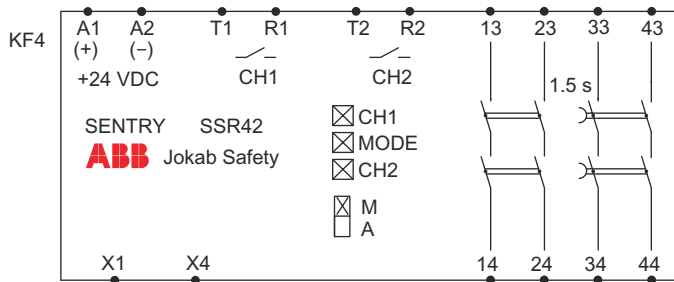 KF4
A1 A2 T1 R1 T2 R2 13 23 33 43
(+) (–)
+24 VDC CH1 CH2 1.5 s
SENTRY SSR42
ABB Jokab Safety
CH1
MODE
CH2
M
A
X1 X4 14 24 34 44